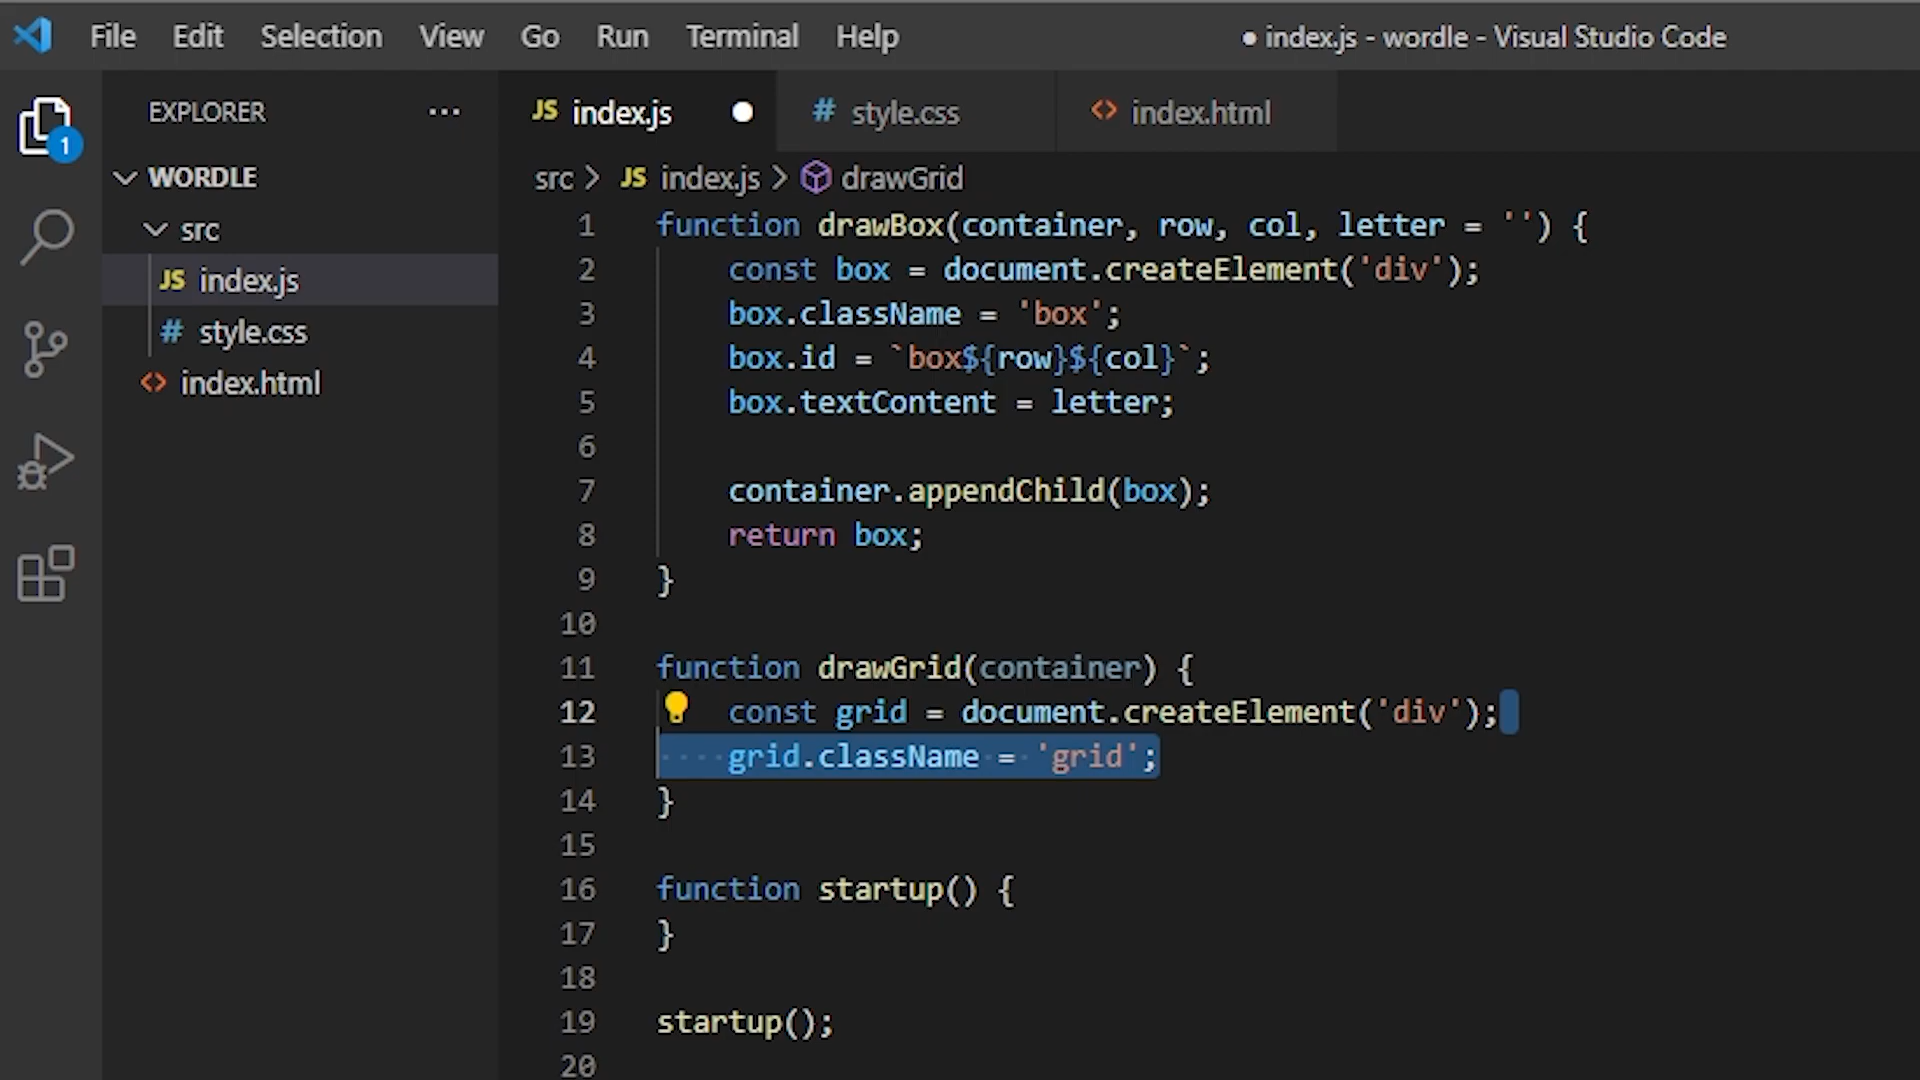 File Edit Selection View Go Run Terminal Help ● index.js - wordle - Visual Studio Code
EXPLORER ···
1
WORDLE
src
JS index.js
# style.css
<> index.html
JS index.js ● # style.css <> index.html
src > JS index.js > drawGrid
1 function drawBox(container, row, col, letter = '') {
2     const box = document.createElement('div');
3     box.className = 'box';
4     box.id = `box${row}${col}`;
5     box.textContent = letter;
6
7     container.appendChild(box);
8     return box;
9 }
10
11 function drawGrid(container) {
12     const grid = document.createElement('div');
13 ····grid.className·=·'grid';
14 }
15
16 function startup() {
17 }
18
19 startup();
20